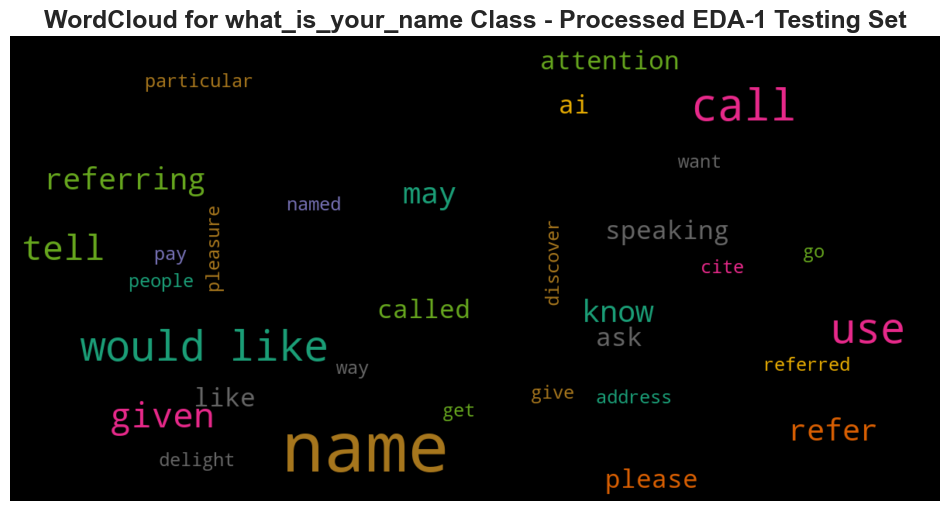 WordCloud for what_is_your_name Class - Processed EDA-1 Testing Set
attention
particular
ai
call
want
referring
may
named
pleasure
tell
speaking
discover
pay
go
cite
people
called
know
use
ask
would like
way
referred
like
give
address
given
get
name
refer
delight
please